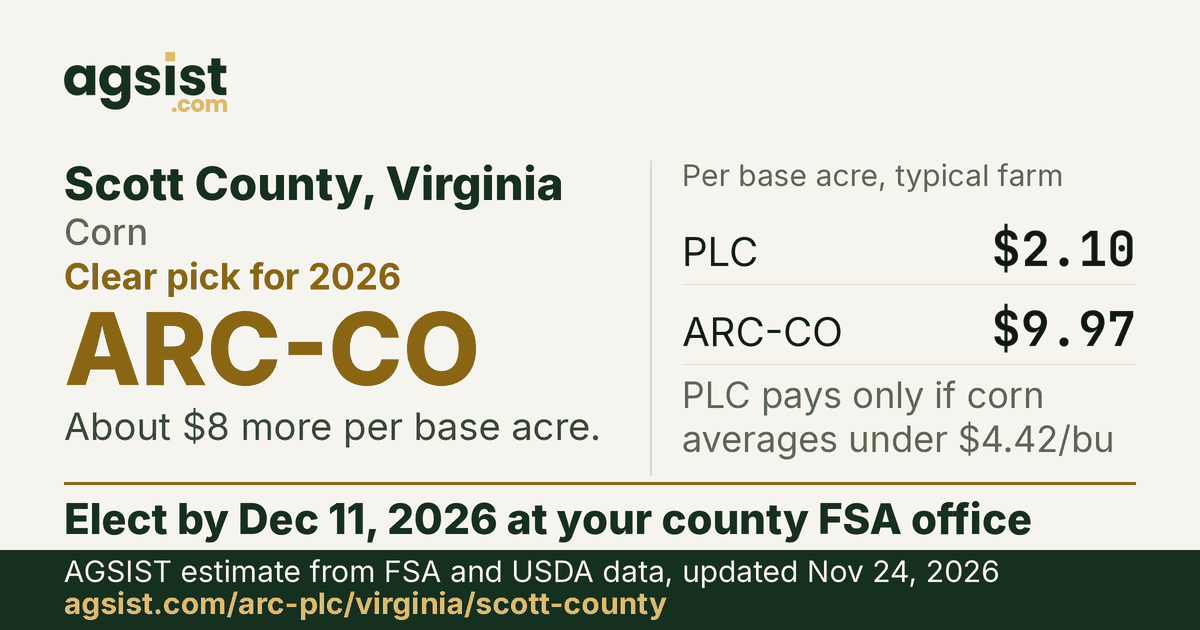 agsist
.com
Scott County, Virginia
Corn
Clear pick for 2026
ARC-CO
About $8 more per base acre.
Per base acre, typical farm
PLC $2.10
ARC-CO $9.97
PLC pays only if corn
averages under $4.42/bu
Elect by Dec 11, 2026 at your county FSA office
AGSIST estimate from FSA and USDA data, updated Nov 24, 2026
agsist.com/arc-plc/virginia/scott-county